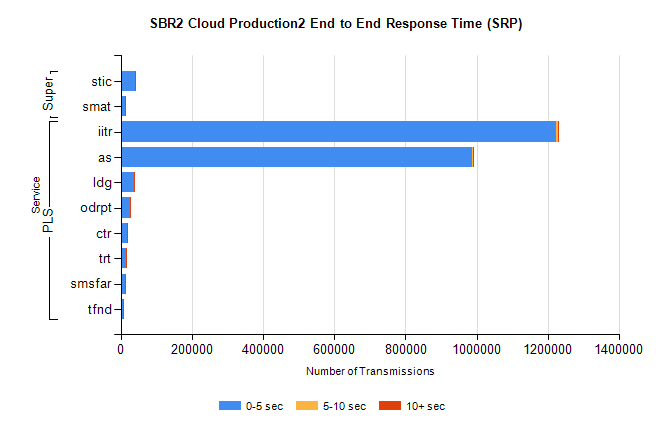 SBR2 Cloud Production2 End to End Response Time (SRP)
Service
Super
PLS
stic
smat
iitr
as
ldg
odrpt
ctr
trt
smsfar
tfnd
0 200000 400000 600000 800000 1000000 1200000 1400000
Number of Transmissions
0-5 sec 5-10 sec 10+ sec